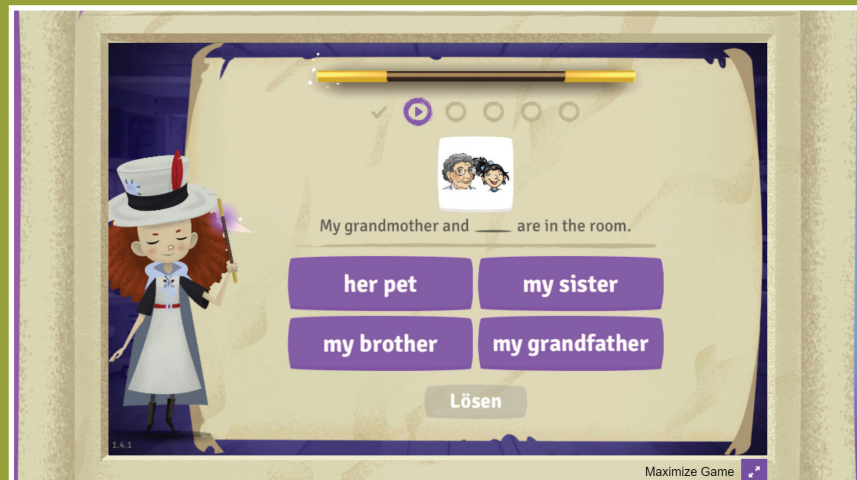 My grandmother and ____ are in the room.
her pet
my sister
my brother
my grandfather
Lösen
1.4.1
Maximize Game